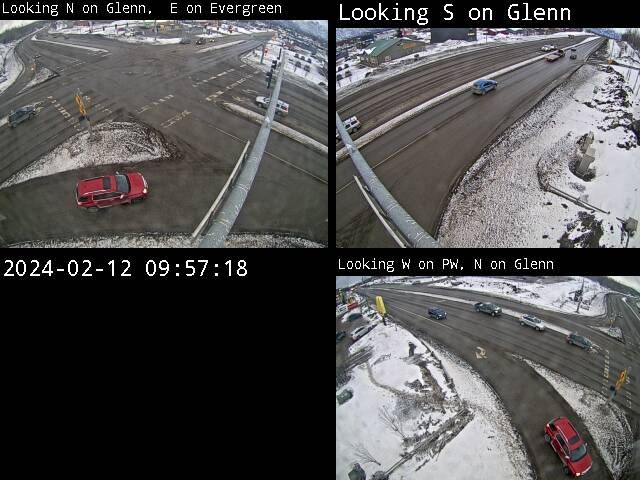 Looking N on Glenn,  E on Evergreen
Looking S on Glenn
2024-02-12 09:57:18
Looking W on PW, N on Glenn